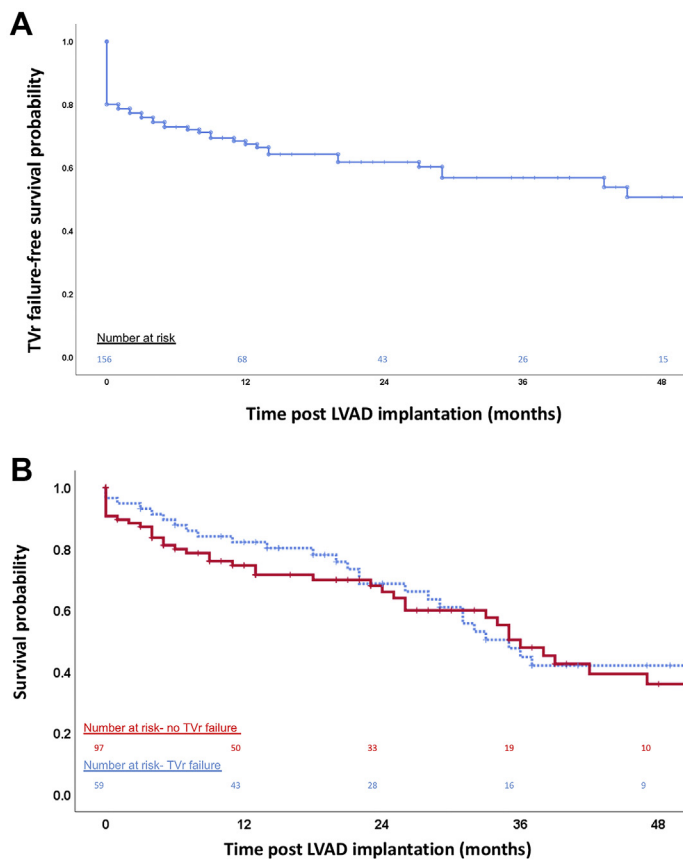 A
TVr failure-free survival probability
1.0
0.8
0.6
0.4
0.2
0.0
Number at risk
156 68 43 26 15
0 12 24 36 48
Time post LVAD implantation (months)
B
Survival probability
1.0
0.8
0.6
0.4
0.2
0.0
Number at risk- no TVr failure
97 50 33 19 10
Number at risk- TVr failure
59 43 28 16 9
0 12 24 36 48
Time post LVAD implantation (months)